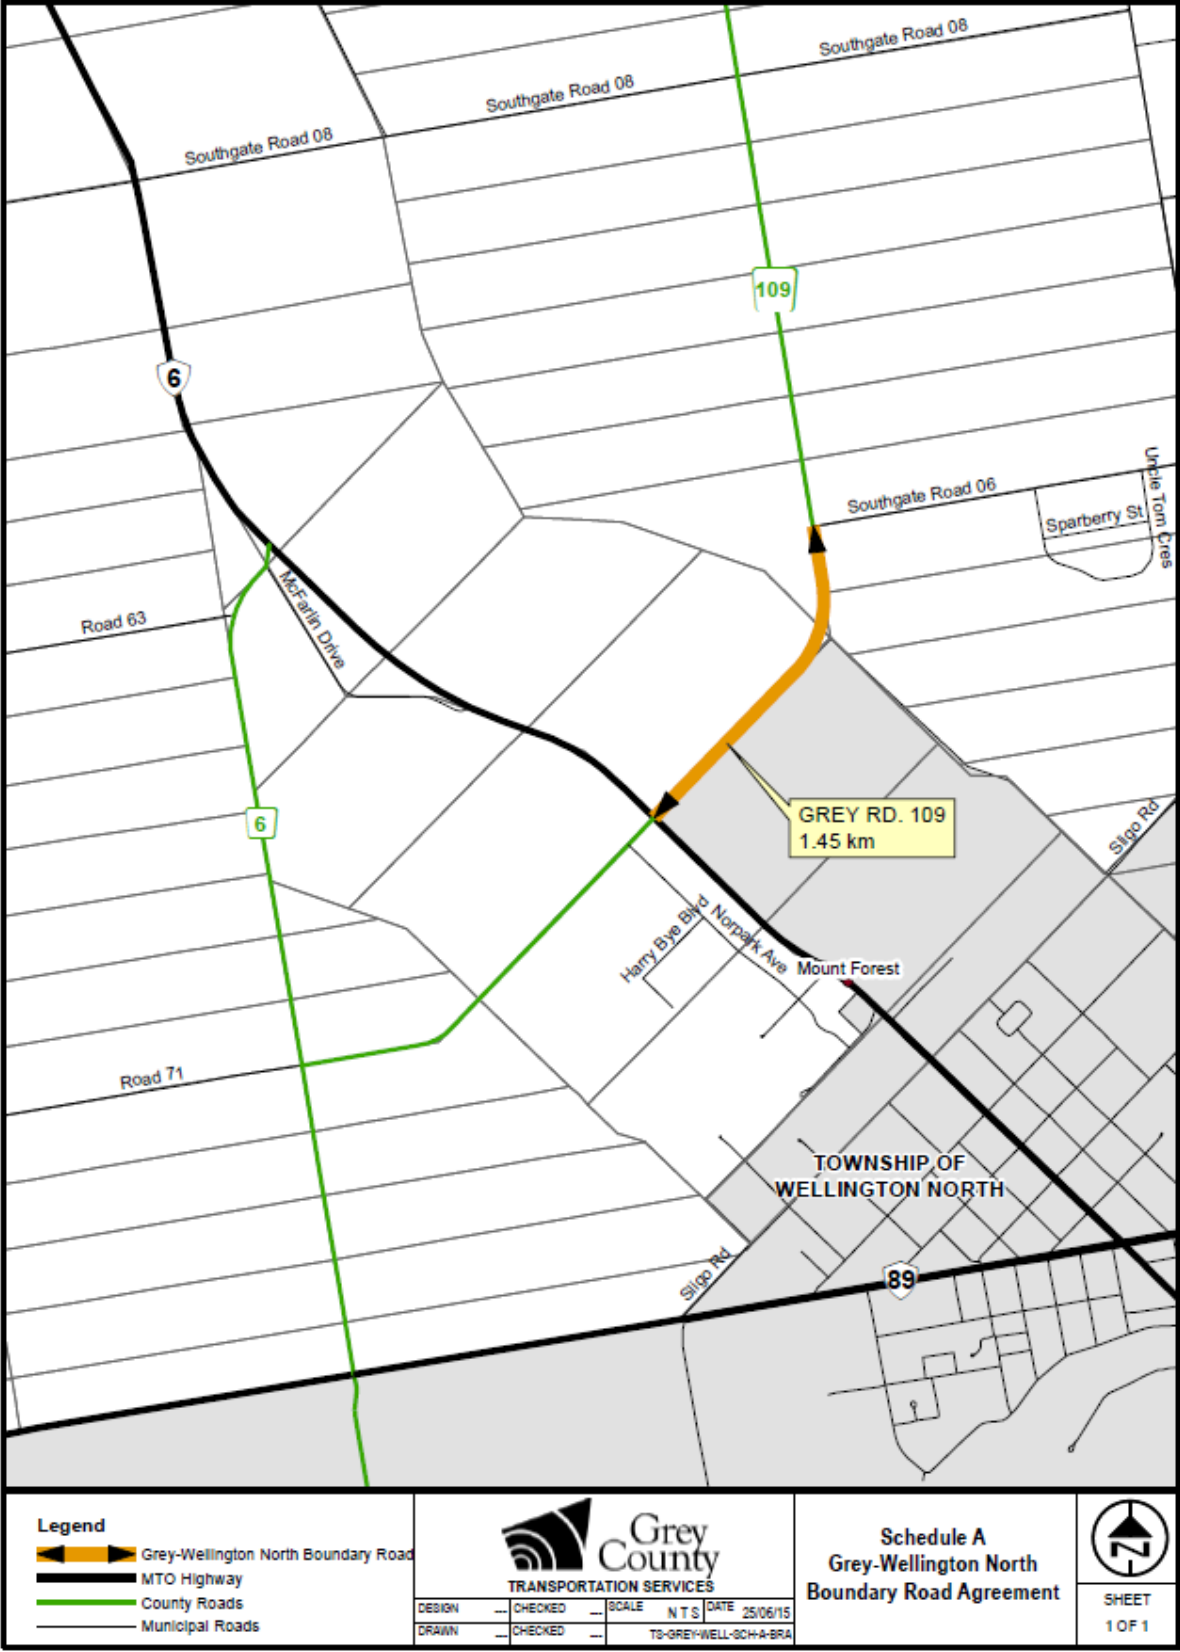 Southgate Road 08
Southgate Road 08
Southgate Road 08
109
6
Southgate Road 06
Uncle Tom Cres
Sparberry St
McFarlin Drive
Road 63
6
GREY RD. 109
1.45 km
Sligo Rd
Harry Bye Blvd
Norpark Ave
Mount Forest
Road 71
TOWNSHIP OF
WELLINGTON NORTH
Sligo Rd
89
Legend
Grey-Wellington North Boundary Road
MTO Highway
County Roads
Municipal Roads
Grey
County
TRANSPORTATION SERVICES
DESIGN --- CHECKED --- SCALE N T S DATE 25/06/15
DRAWN --- CHECKED --- TS-GREY-WELL-SCH-A-BRA
Schedule A
Grey-Wellington North
Boundary Road Agreement
N
SHEET
1 OF 1